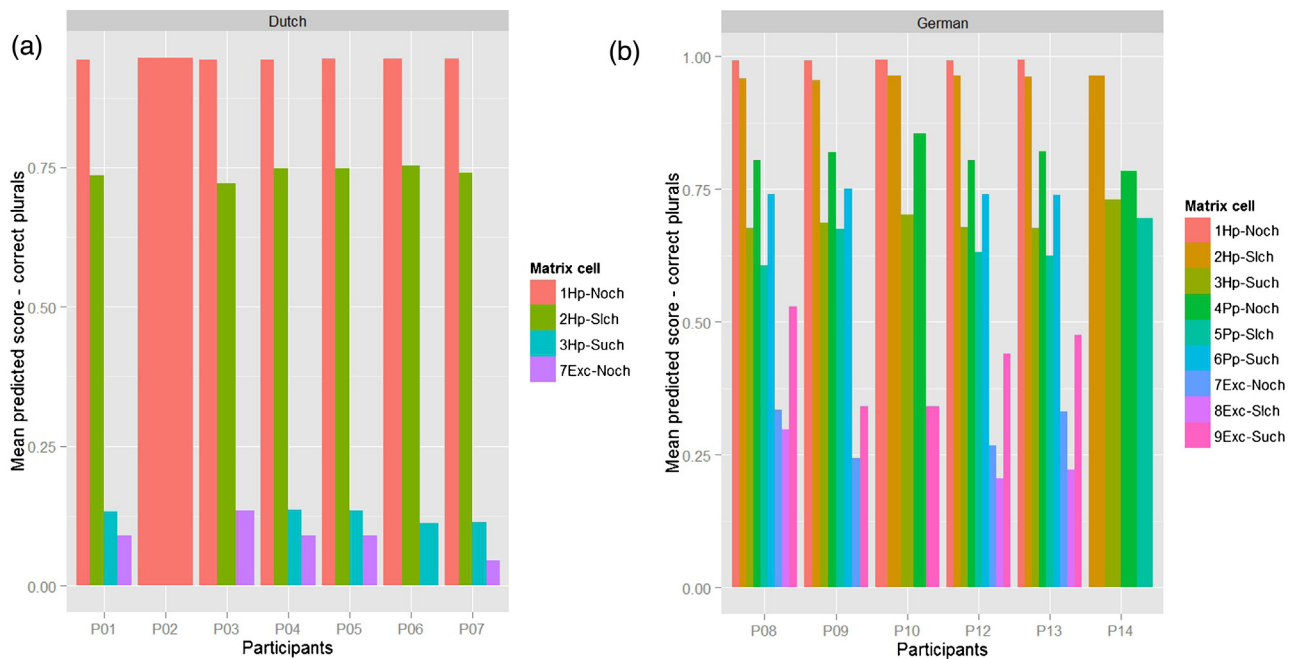 (a)
Dutch
Mean predicted score - correct plurals
0.75
0.50
0.25
0.00
P01 P02 P03 P04 P05 P06 P07
Participants
Matrix cell
1Hp-Noch
2Hp-Slch
3Hp-Such
7Exc-Noch
(b)
German
Mean predicted score - correct plurals
1.00
0.75
0.50
0.25
0.00
P08 P09 P10 P12 P13 P14
Participants
Matrix cell
1Hp-Noch
2Hp-Slch
3Hp-Such
4Pp-Noch
5Pp-Slch
6Pp-Such
7Exc-Noch
8Exc-Slch
9Exc-Such